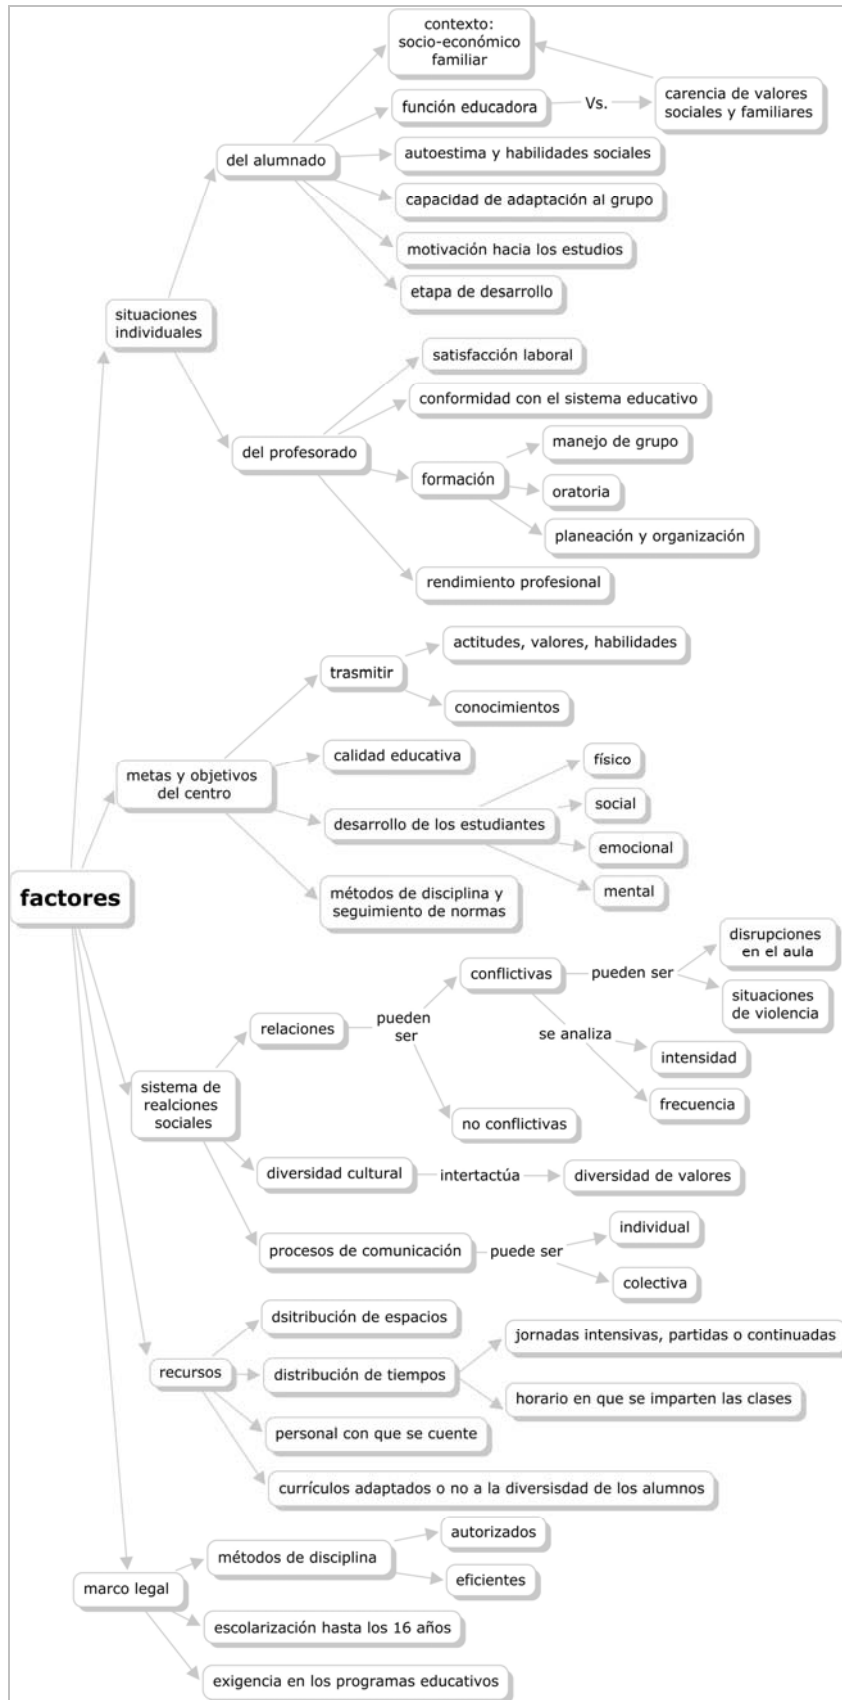 contexto:
socio-económico
familiar
función educadora
Vs.
carencia de valores
sociales y familiares
del alumnado
autoestima y habilidades sociales
capacidad de adaptación al grupo
motivación hacia los estudios
etapa de desarrollo
situaciones
individuales
satisfacción laboral
conformidad con el sistema educativo
del profesorado
manejo de grupo
formación
oratoria
planeación y organización
rendimiento profesional
actitudes, valores, habilidades
trasmitir
conocimientos
calidad educativa
metas y objetivos
del centro
físico
social
desarrollo de los estudiantes
emocional
mental
métodos de disciplina y
seguimiento de normas
factores
disrupciones
en el aula
conflictivas
pueden ser
situaciones
de violencia
relaciones
pueden
ser
se analiza
intensidad
frecuencia
no conflictivas
sistema de
realciones
sociales
diversidad cultural
intertactúa
diversidad de valores
individual
procesos de comunicación
puede ser
colectiva
dsitribución de espacios
jornadas intensivas, partidas o continuadas
recursos
distribución de tiempos
horario en que se imparten las clases
personal con que se cuente
currículos adaptados o no a la diversisdad de los alumnos
autorizados
métodos de disciplina
eficientes
marco legal
escolarización hasta los 16 años
exigencia en los programas educativos